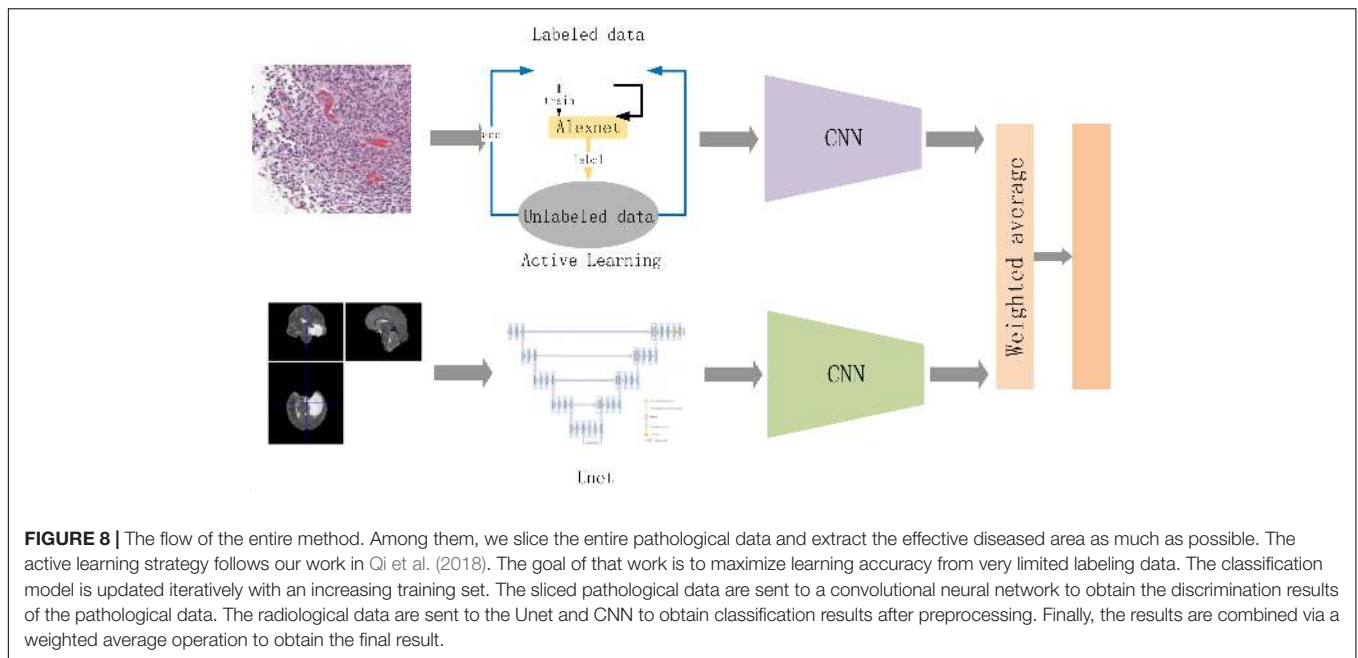 Labeled data
train
Alexnet
label
Unlabeled data
Active Learning
CNN
Weighted average
CNN
FIGURE 8 | The flow of the entire method. Among them, we slice the entire pathological data and extract the effective diseased area as much as possible. The
active learning strategy follows our work in Qi et al. (2018). The goal of that work is to maximize learning accuracy from very limited labeling data. The classification
model is updated iteratively with an increasing training set. The sliced pathological data are sent to a convolutional neural network to obtain the discrimination results
of the pathological data. The radiological data are sent to the Unet and CNN to obtain classification results after preprocessing. Finally, the results are combined via a
weighted average operation to obtain the final result.